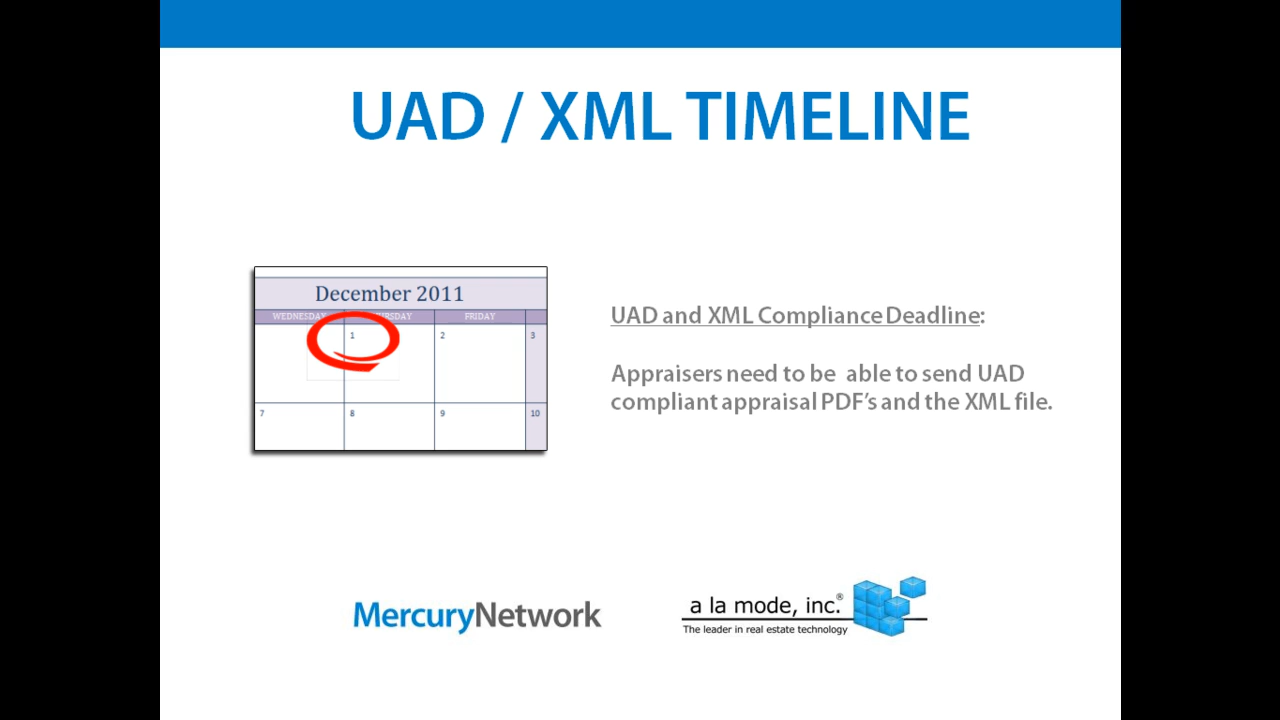 UAD / XML TIMELINE
December 2011
WEDNESDAY FRIDAY
1 2 3
7 8 9 10
UAD and XML Compliance Deadline:
Appraisers need to be able to send UAD
compliant appraisal PDF's and the XML file.
MercuryNetwork
a la mode, inc.®
The leader in real estate technology